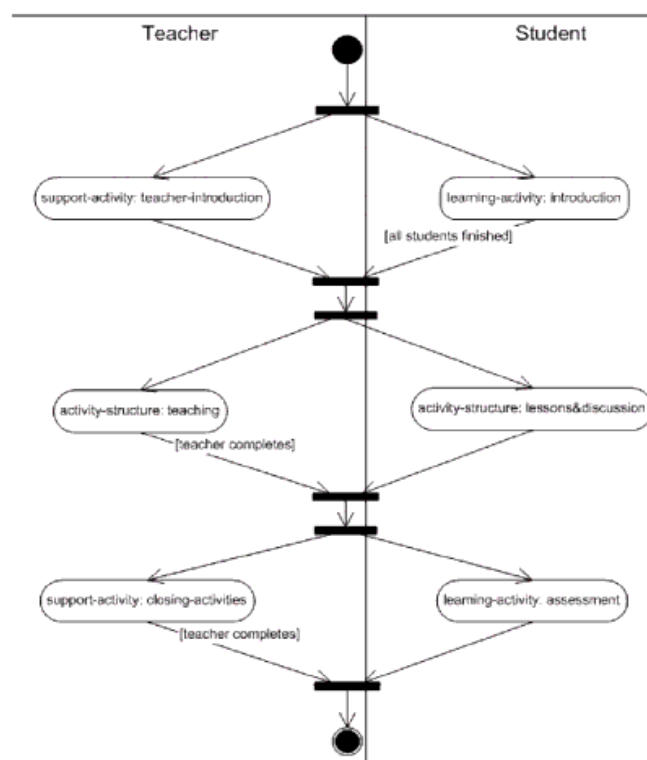 Teacher
Student
support-activity: teacher-introduction
learning-activity: introduction
[all students finished]
activity-structure: teaching
activity-structure: lessons&discussion
[teacher completes]
support-activity: closing-activities
learning-activity: assessment
[teacher completes]